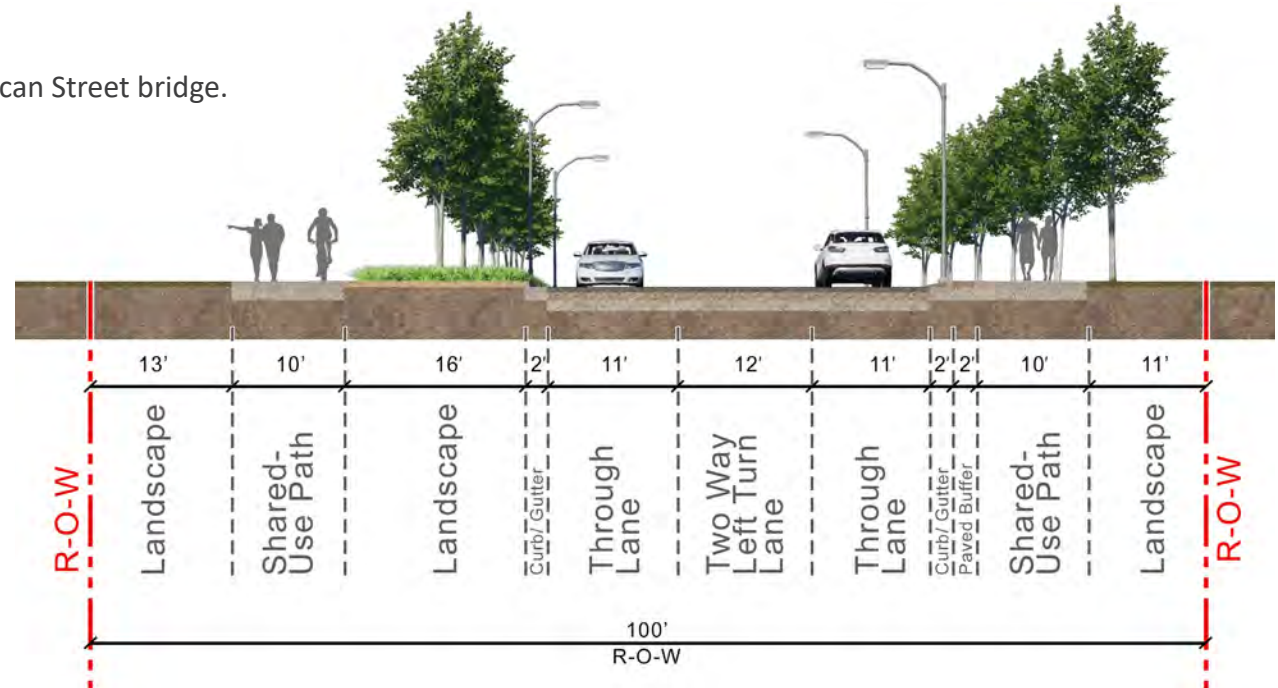 can Street bridge.
13' 10' 16' 2' 11' 12' 11' 2' 2' 10' 11'
R-O-W
Landscape
Shared-
Use Path
Landscape
Curb/ Gutter
Through
Lane
Two Way
Left Turn
Lane
Through
Lane
Curb/ Gutter
Paved Buffer
Shared-
Use Path
Landscape
R-O-W
100'
R-O-W